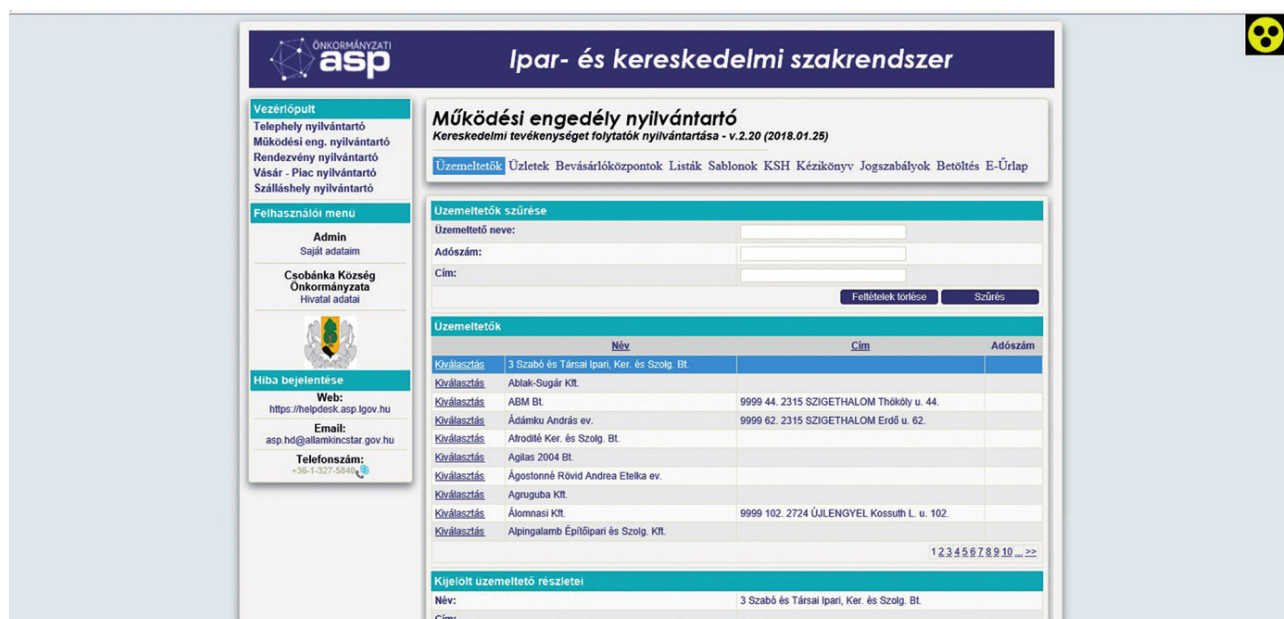 ÖNKORMÁNYZATI
asp
Ipar- és kereskedelmi szakrendszer
Vezérlőpult
Telephely nyilvántartó
Működési eng. nyilvántartó
Rendezvény nyilvántartó
Vásár - Piac nyilvántartó
Szálláshely nyilvántartó
Felhasználói menü
Admin
Saját adataim
Csobánka Község
Önkormányzata
Hivatal adatai
Hiba bejelentése
Web:
https://helpdesk.asp.lgov.hu
Email:
asp.hd@allamkincstar.gov.hu
Telefonszám:
+36-1-327-5840
Működési engedély nyilvántartó
Kereskedelmi tevékenységet folytatók nyilvántartása - v.2.20 (2018.01.25)
Üzemeltetők Üzletek Bevásárlóközpontok Listák Sablonok KSH Kézikönyv Jogszabályok Betöltés E-Űrlap
Üzemeltetők szűrése
Üzemeltető neve:
Adószám:
Cím:
Feltételek törlése Szűrés
Üzemeltetők
Név Cím Adószám
Kiválasztás 3 Szabó és Társai Ipari, Ker. és Szolg. Bt.
Kiválasztás Ablak-Sugár Kft.
Kiválasztás ABM Bt. 9999 44. 2315 SZIGETHALOM Thököly u. 44.
Kiválasztás Ádámku András ev. 9999 62. 2315 SZIGETHALOM Erdő u. 62.
Kiválasztás Afrodité Ker. és Szolg. Bt.
Kiválasztás Agilas 2004 Bt.
Kiválasztás Ágostonné Rövid Andrea Etelka ev.
Kiválasztás Agruguba Kft.
Kiválasztás Álomnasi Kft. 9999 102. 2724 ÚJLENGYEL Kossuth L. u. 102.
Kiválasztás Alpingalamb Építőipari és Szolg. Kft.
1 2 3 4 5 6 7 8 9 10 ... >>
Kijelölt üzemeltető részletei
Név: 3 Szabó és Társai Ipari, Ker. és Szolg. Bt.
Cím: